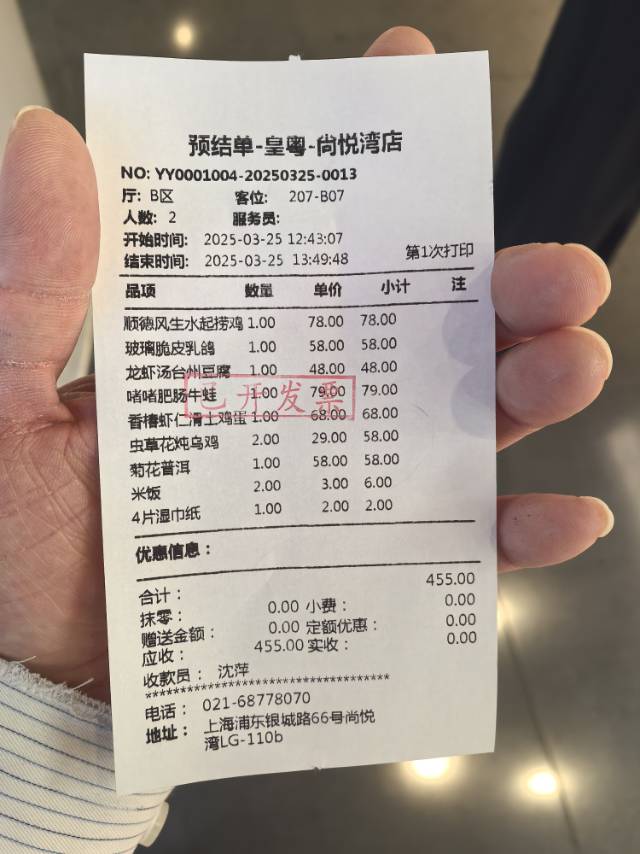 预结单-皇粤-尚悦湾店
NO: YY0001004-20250325-0013
厅: B区 客位: 207-B07
人数: 2 服务员:
开始时间: 2025-03-25 12:43:07
结束时间: 2025-03-25 13:49:48 第1次打印
品项 数量 单价 小计 注
顺德风生水起捞鸡 1.00 78.00 78.00
玻璃脆皮乳鸽 1.00 58.00 58.00
龙虾汤台州豆腐 1.00 48.00 48.00
啫啫肥肠牛蛙 1.00 79.00 79.00
香椿虾仁滑土鸡蛋 1.00 68.00 68.00
已开发票
虫草花炖乌鸡 2.00 29.00 58.00
菊花普洱 1.00 58.00 58.00
米饭 2.00 3.00 6.00
4片湿巾纸 1.00 2.00 2.00
优惠信息：
合计： 455.00
抹零： 0.00 小费： 0.00
赠送金额： 0.00 定额优惠： 0.00
应收： 455.00 实收： 0.00
收款员： 沈萍
************************************
电话： 021-68778070
地址： 上海浦东银城路66号尚悦
湾LG-110b